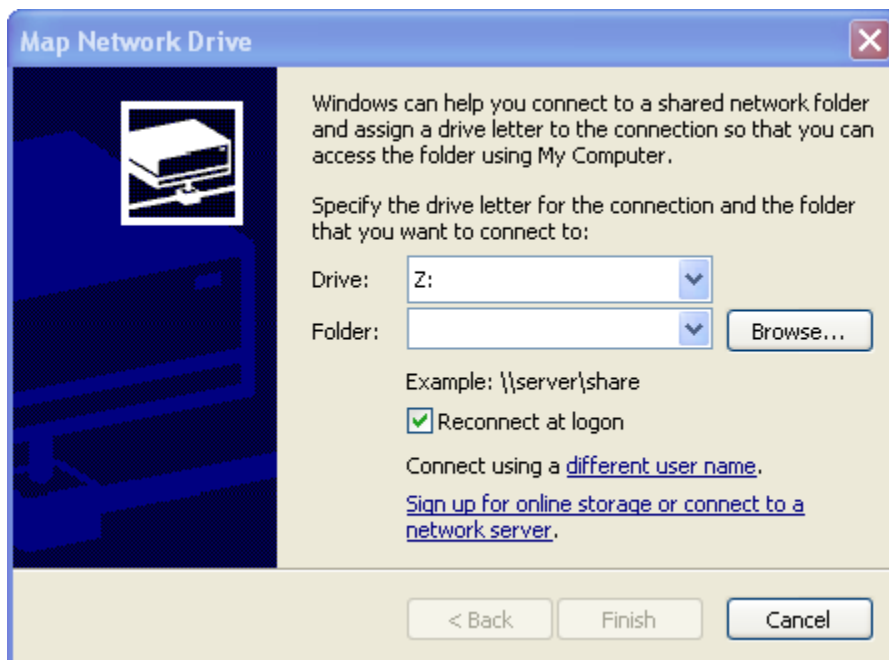 Map Network Drive
Windows can help you connect to a shared network folder
and assign a drive letter to the connection so that you can
access the folder using My Computer.
Specify the drive letter for the connection and the folder
that you want to connect to:
Drive: Z:
Folder: Browse...
Example: \\server\share
Reconnect at logon
Connect using a different user name.
Sign up for online storage or connect to a
network server.
< Back Finish Cancel